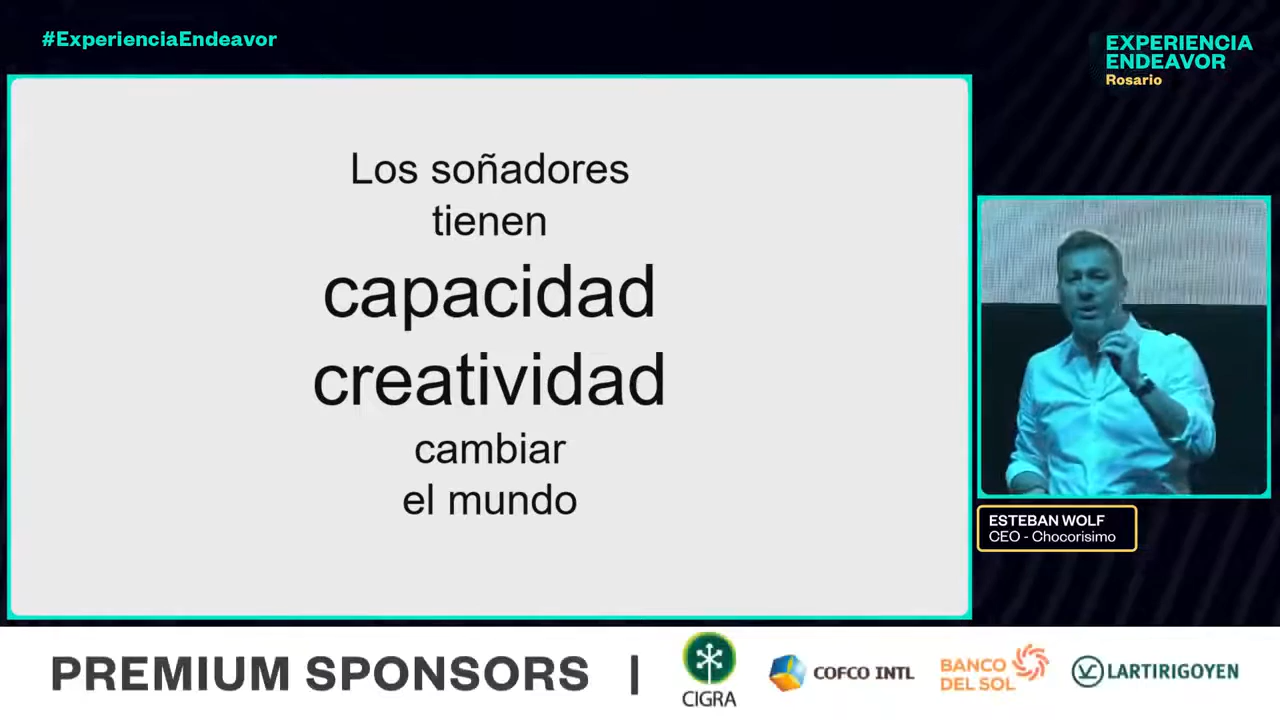 #ExperienciaEndeavor
EXPERIENCIA
ENDEAVOR
Rosario
Los soñadores
tienen
capacidad
creatividad
cambiar
el mundo
ESTEBAN WOLF
CEO - Chocorisimo
PREMIUM SPONSORS |
CIGRA
COFCO INTL
BANCO
DEL SOL
LARTIRIGOYEN